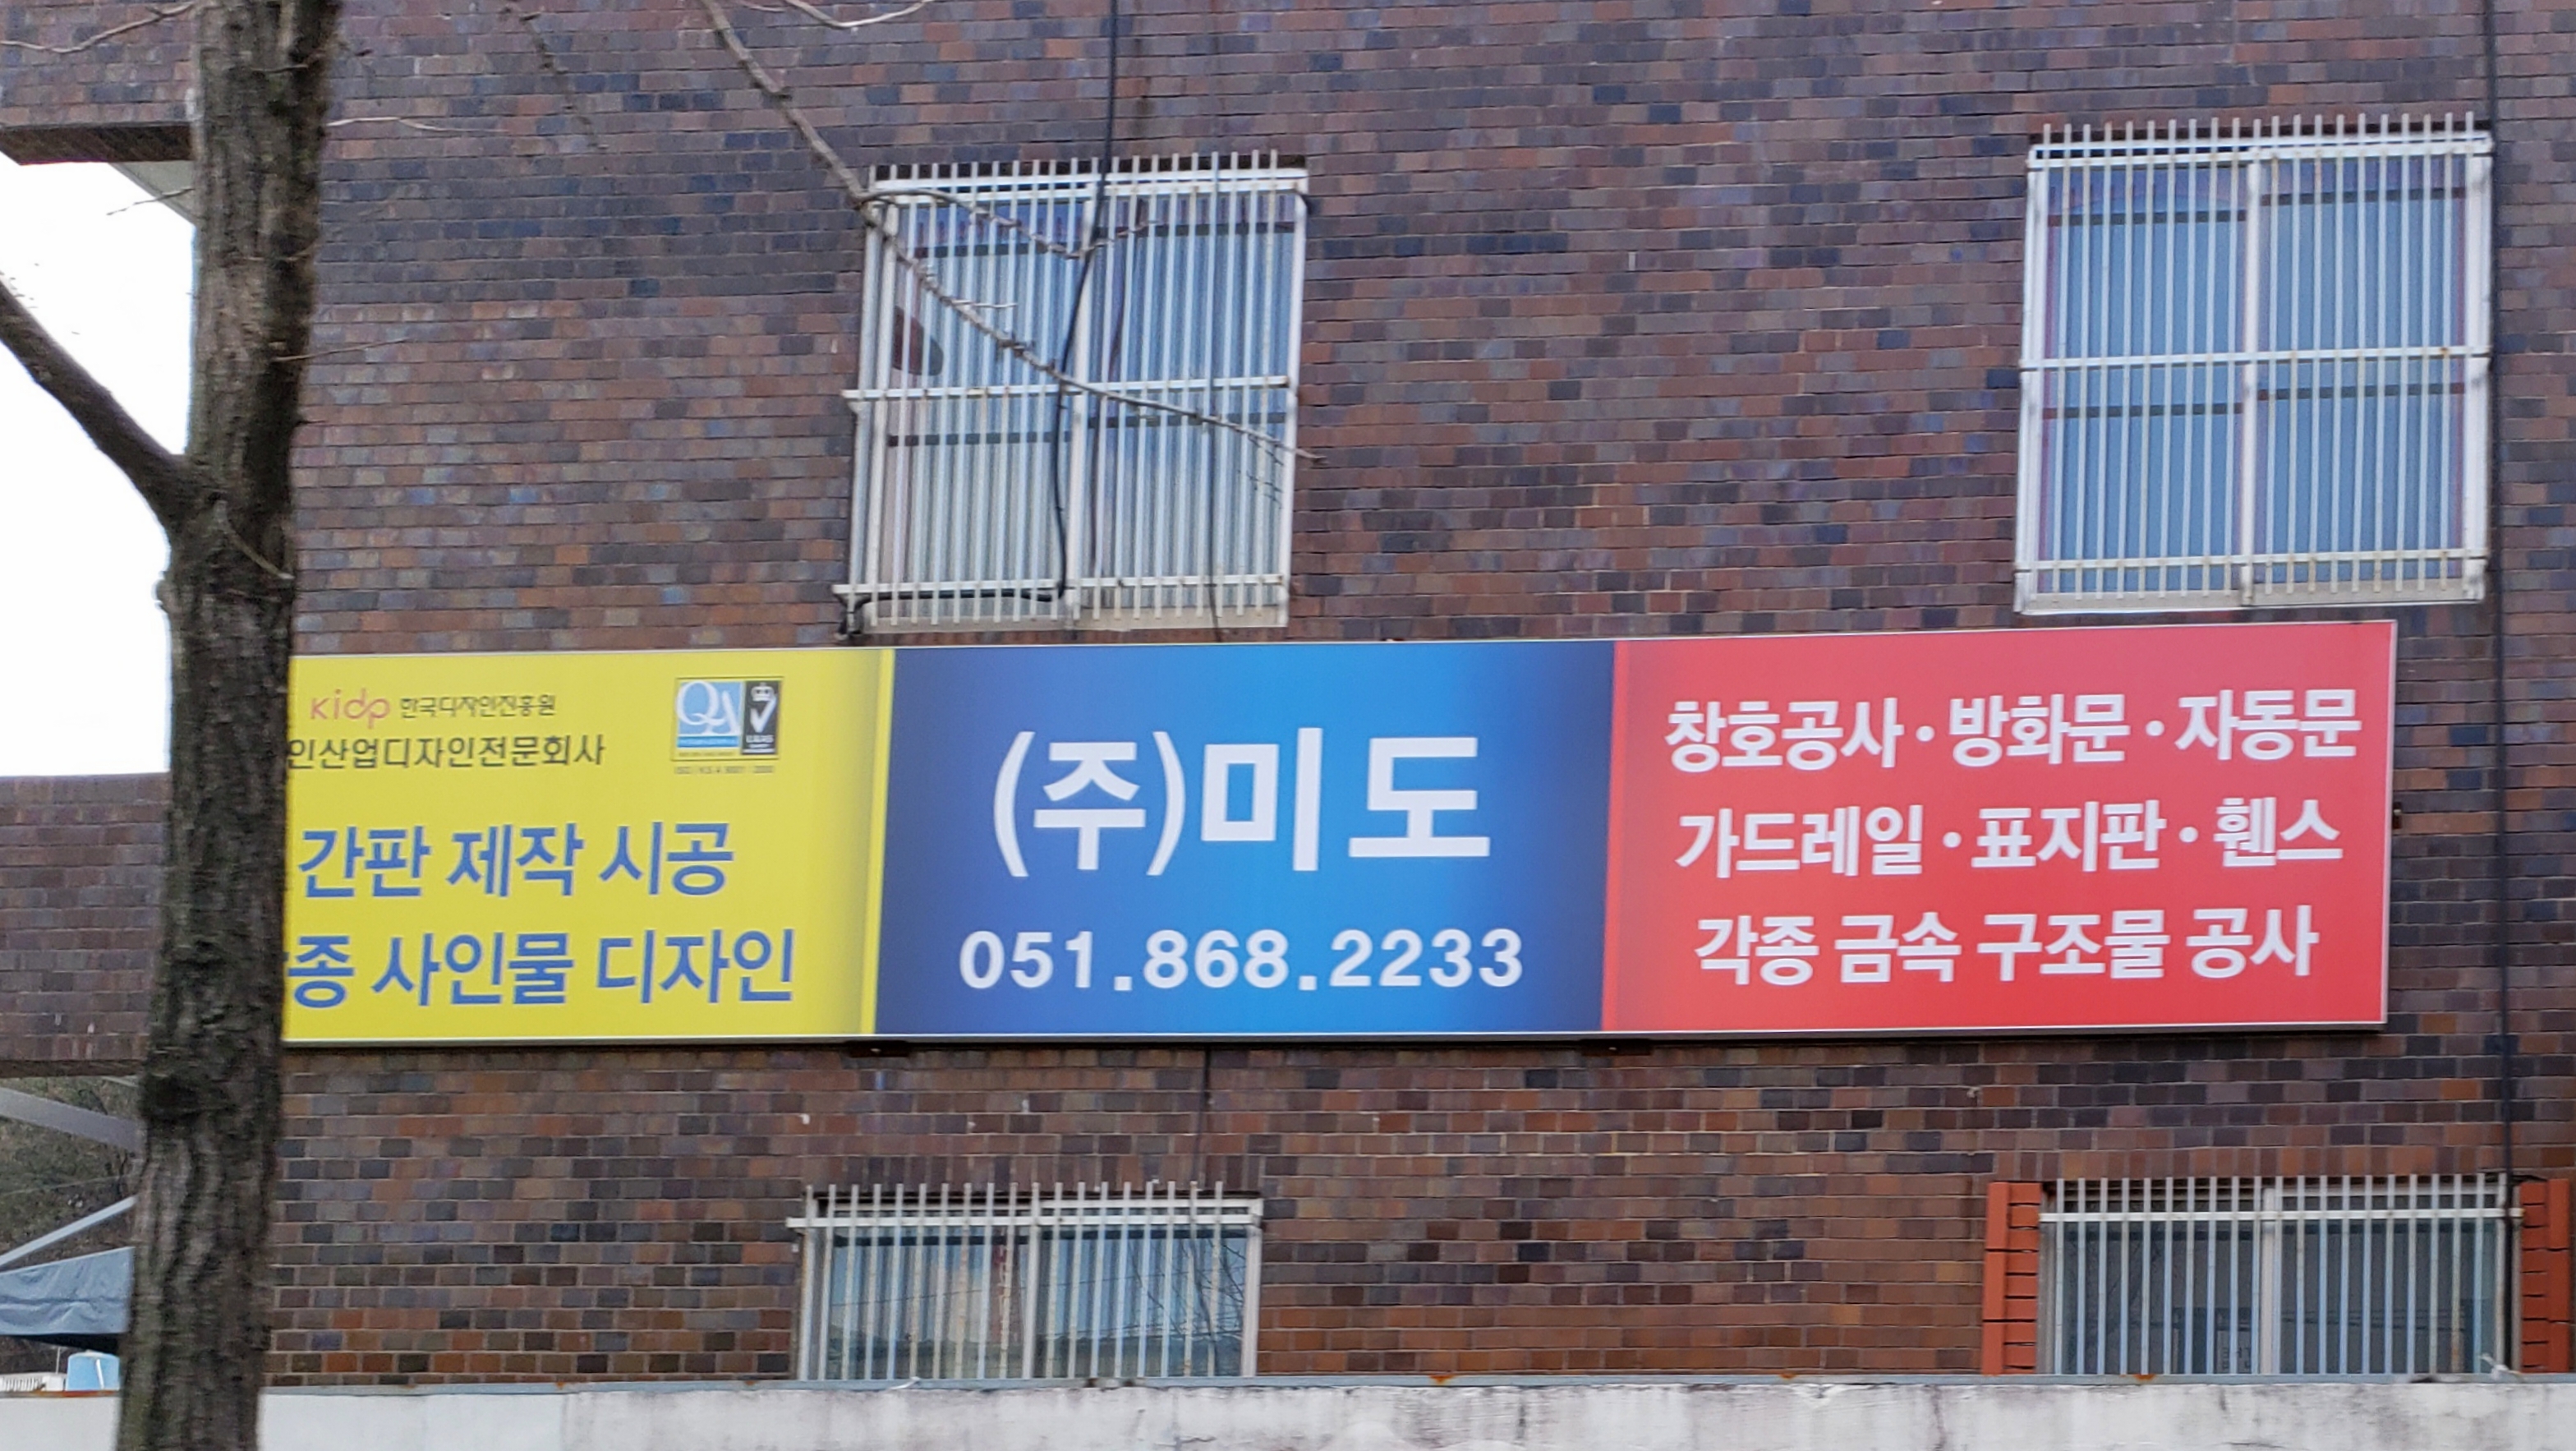 kidp 한국디자인진흥원
인산업디자인전문회사
QA
간판 제작 시공
종 사인물 디자인
(주)미도
051.868.2233
창호공사·방화문·자동문
가드레일·표지판·휀스
각종 금속 구조물 공사